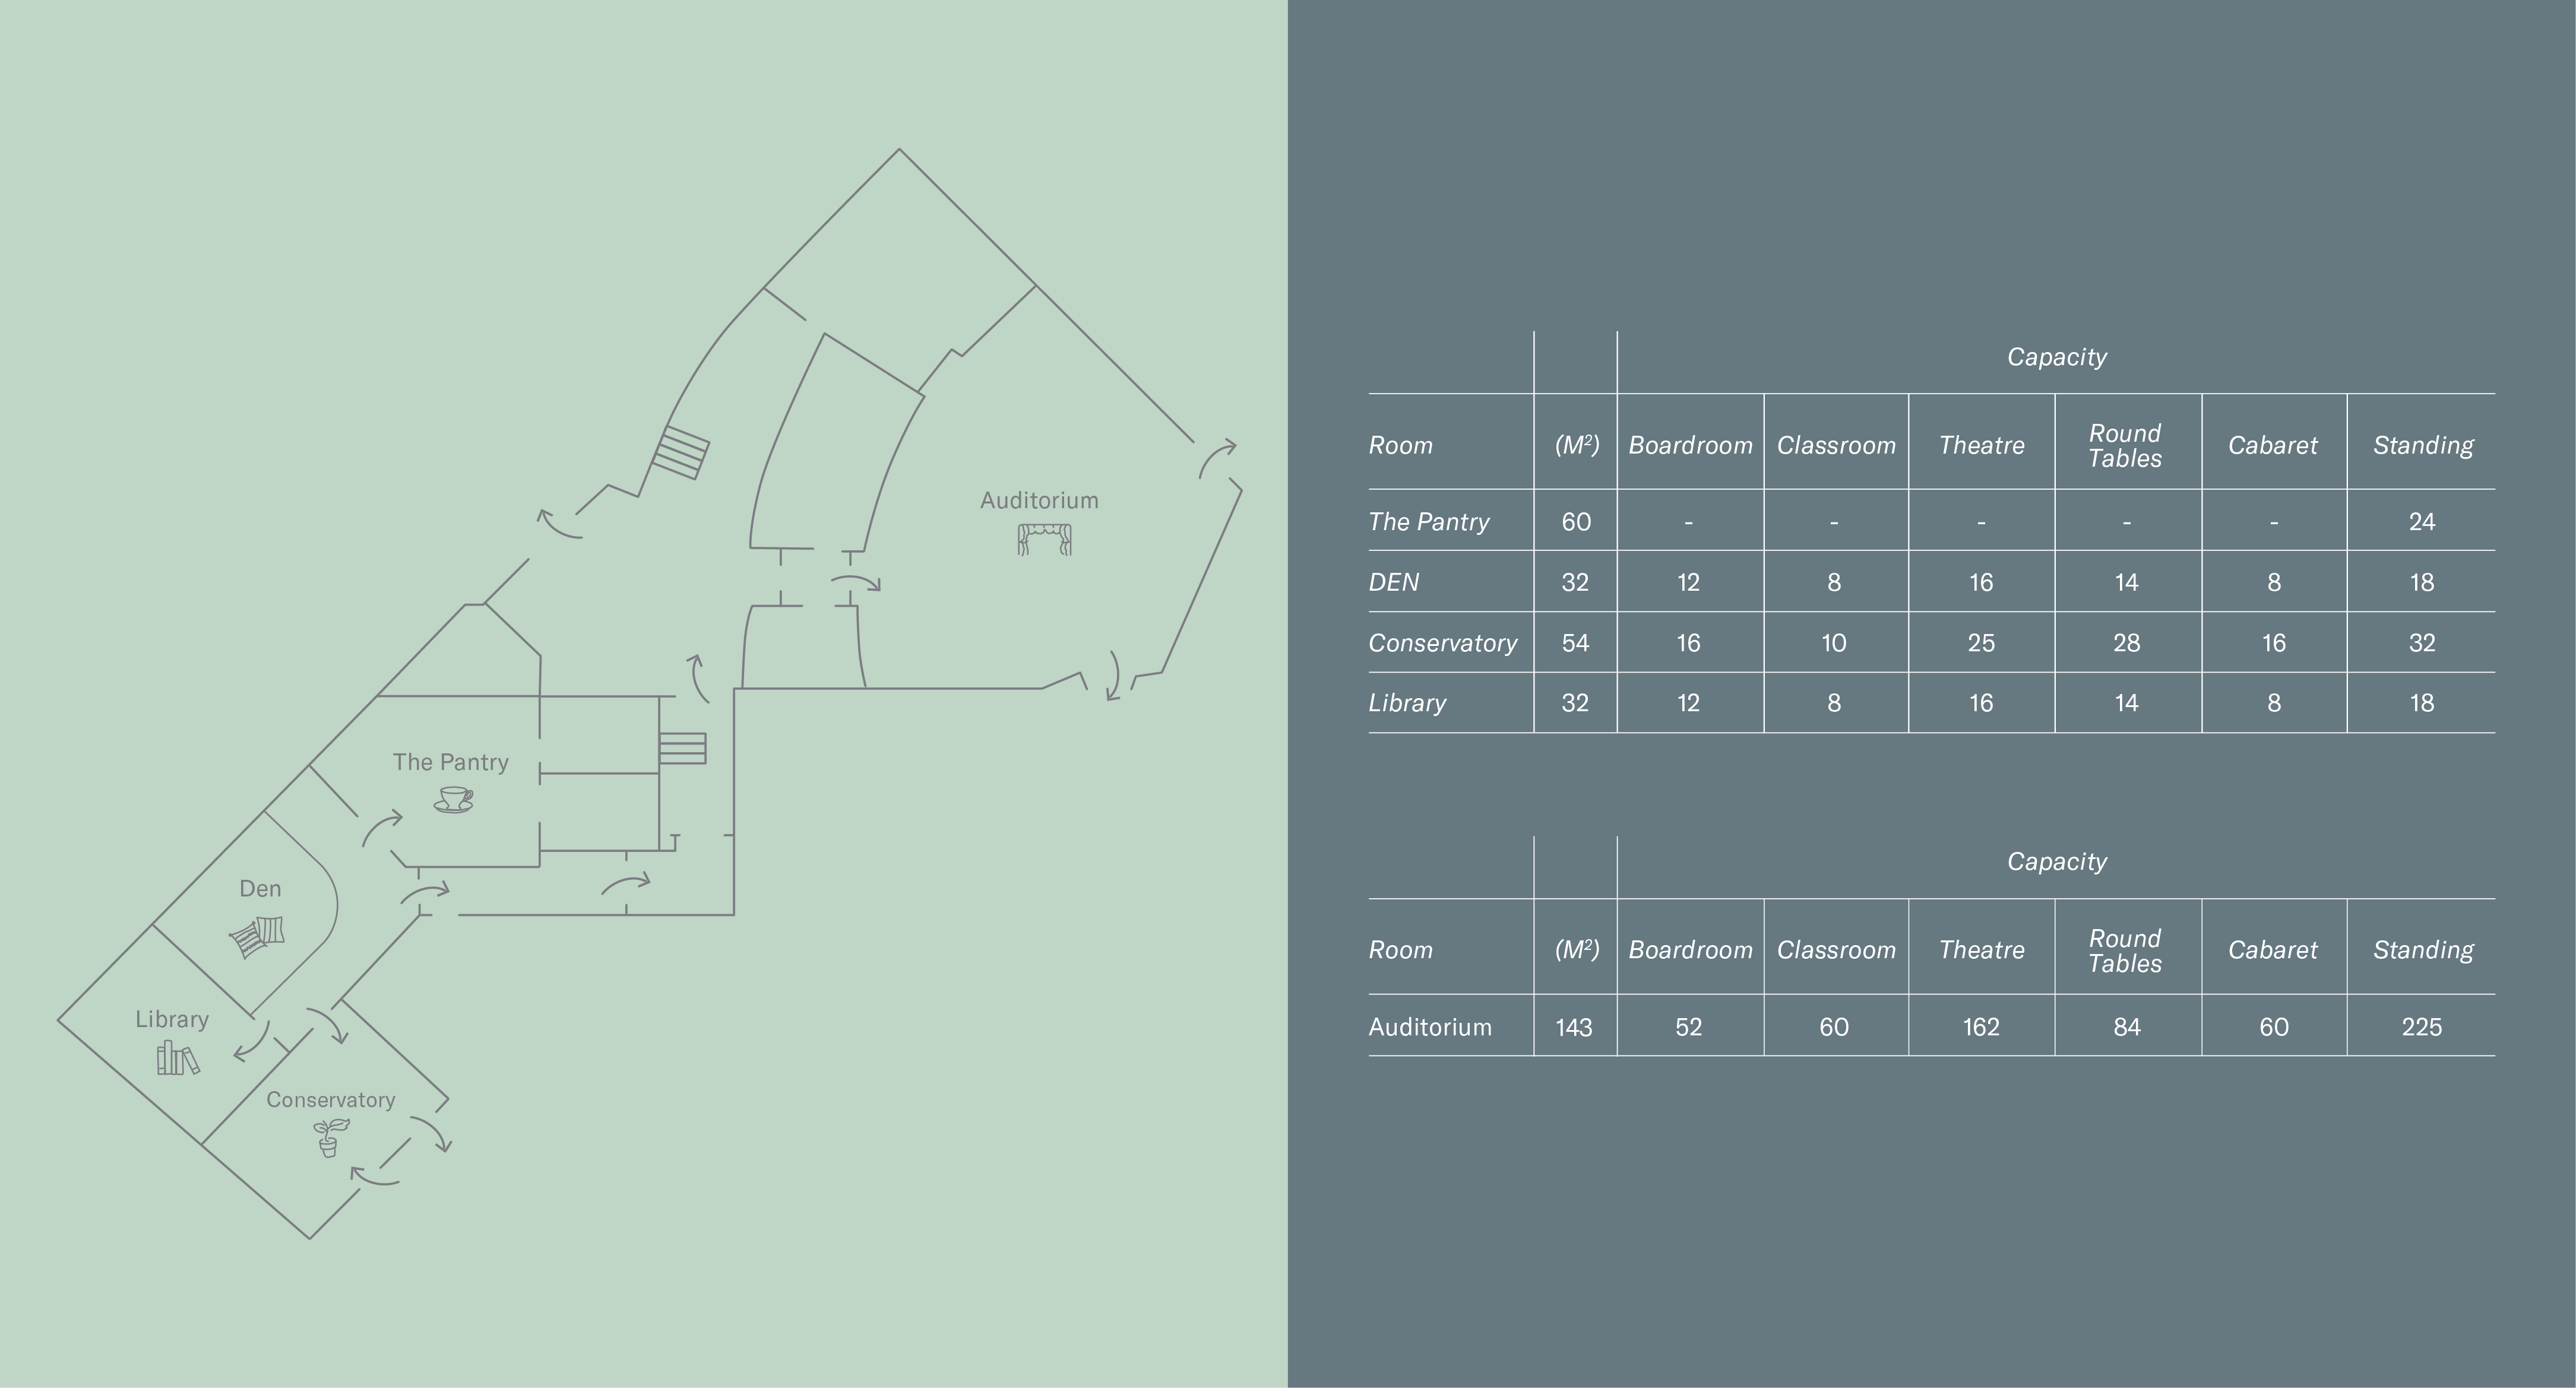 Auditorium
The Pantry
Den
Library
Conservatory
Capacity
Room (M²) Boardroom Classroom Theatre Round Tables Cabaret Standing
The Pantry 60 - - - - - 24
DEN 32 12 8 16 14 8 18
Conservatory 54 16 10 25 28 16 32
Library 32 12 8 16 14 8 18
Capacity
Room (M²) Boardroom Classroom Theatre Round Tables Cabaret Standing
Auditorium 143 52 60 162 84 60 225